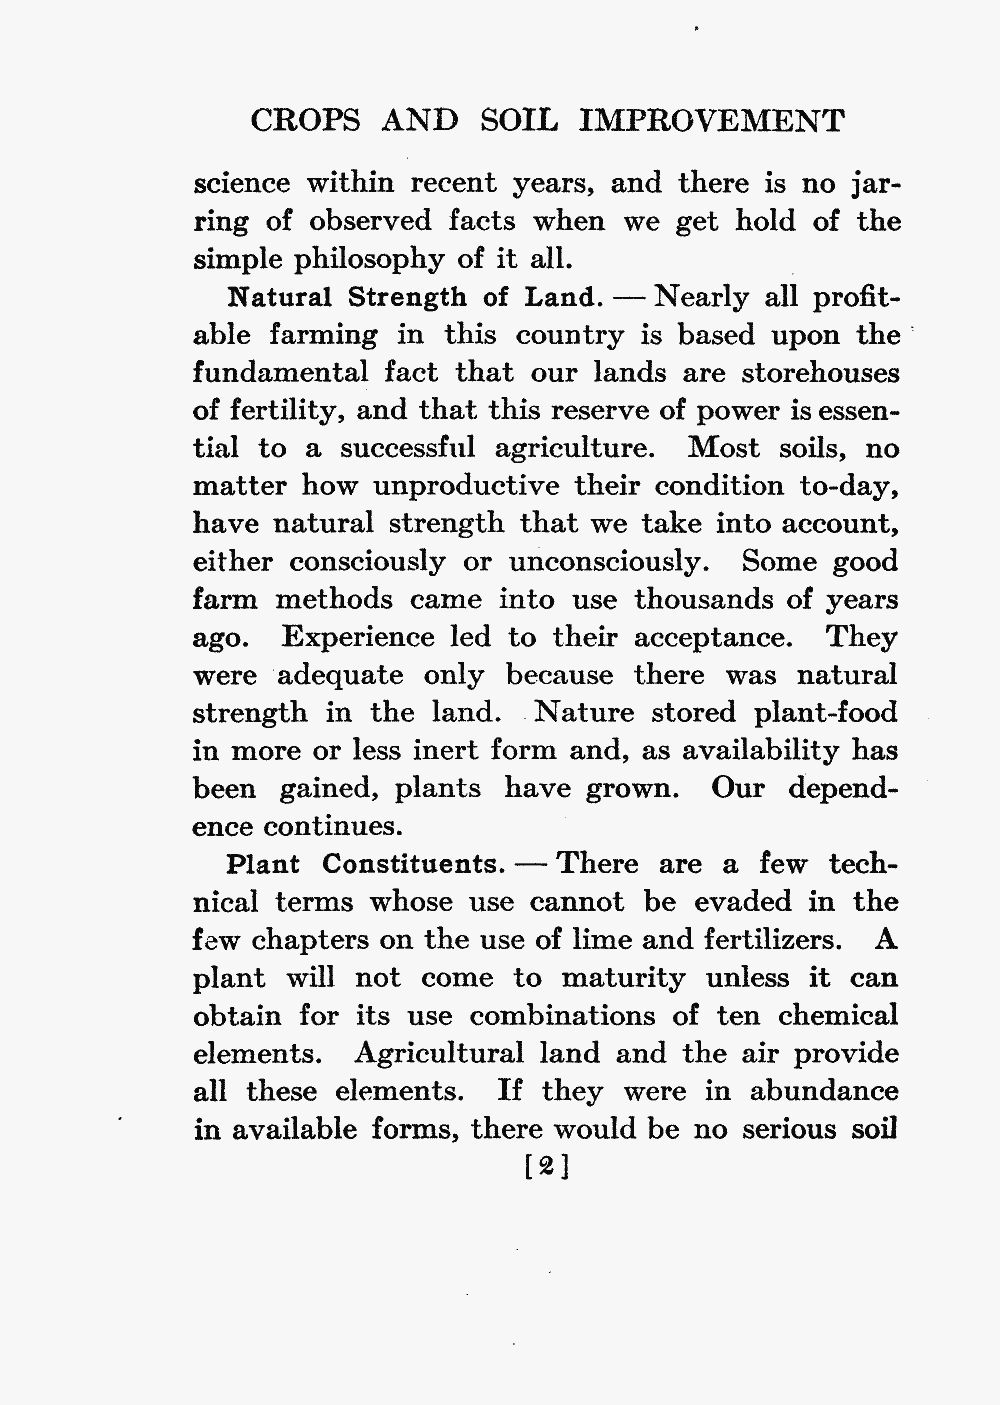 CROPS AND SOIL IMPROVEMENT
science within recent years, and there is no jar-
ring of observed facts when we get hold of the
simple philosophy of it all.
Natural Strength of Land. — Nearly all profit-
able farming in this country is based upon the
fundamental fact that our lands are storehouses
of fertility, and that this reserve of power is essen-
tial to a successful agriculture. Most soils, no
matter how unproductive their condition to-day,
have natural strength that we take into account,
either consciously or unconsciously. Some good
farm methods came into use thousands of years
ago. Experience led to their acceptance. They
were adequate only because there was natural
strength in the land. Nature stored plant-food
in more or less inert form and, as availability has
been gained, plants have grown. Our depend-
ence continues.
Plant Constituents. — There are a few tech-
nical terms whose use cannot be evaded in the
few chapters on the use of lime and fertilizers. A
plant will not come to maturity unless it can
obtain for its use combinations of ten chemical
elements. Agricultural land and the air provide
all these elements. If they were in abundance
in available forms, there would be no serious soil
[2]